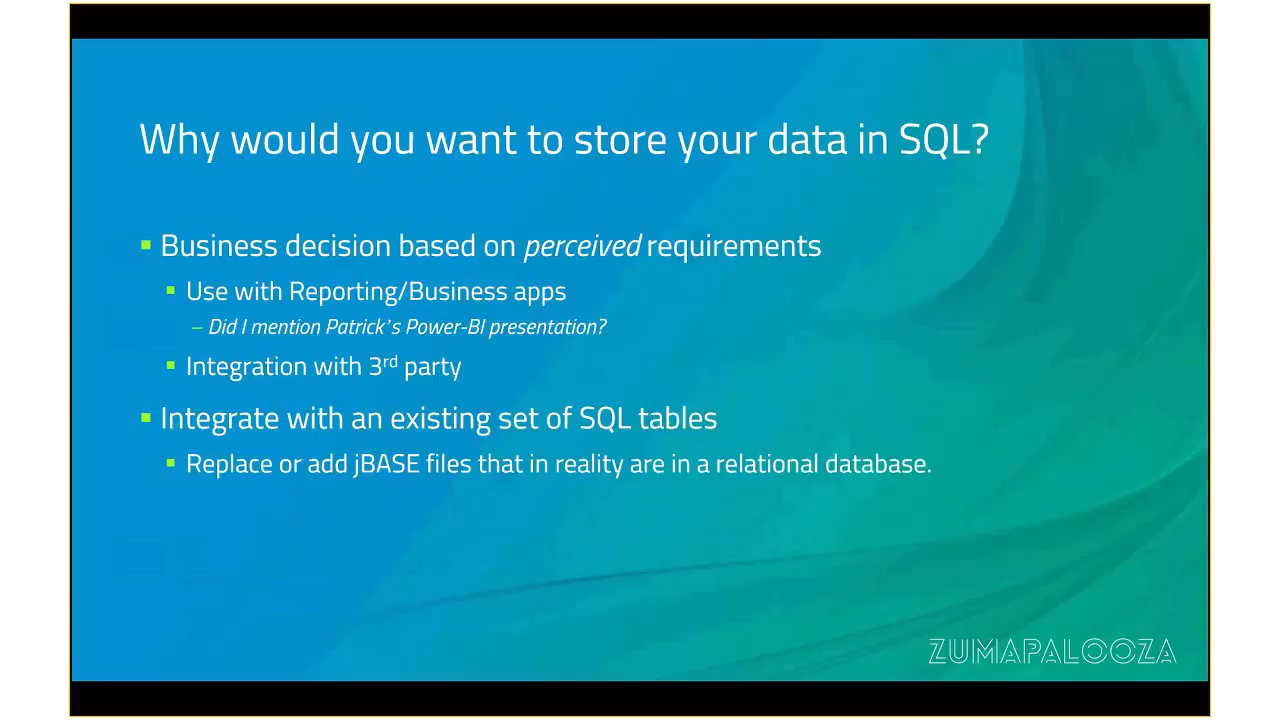 Why would you want to store your data in SQL?
Business decision based on perceived requirements
Use with Reporting/Business apps
– Did I mention Patrick's Power-BI presentation?
Integration with 3rd party
Integrate with an existing set of SQL tables
Replace or add jBASE files that in reality are in a relational database.
ZUMAPALOOZA